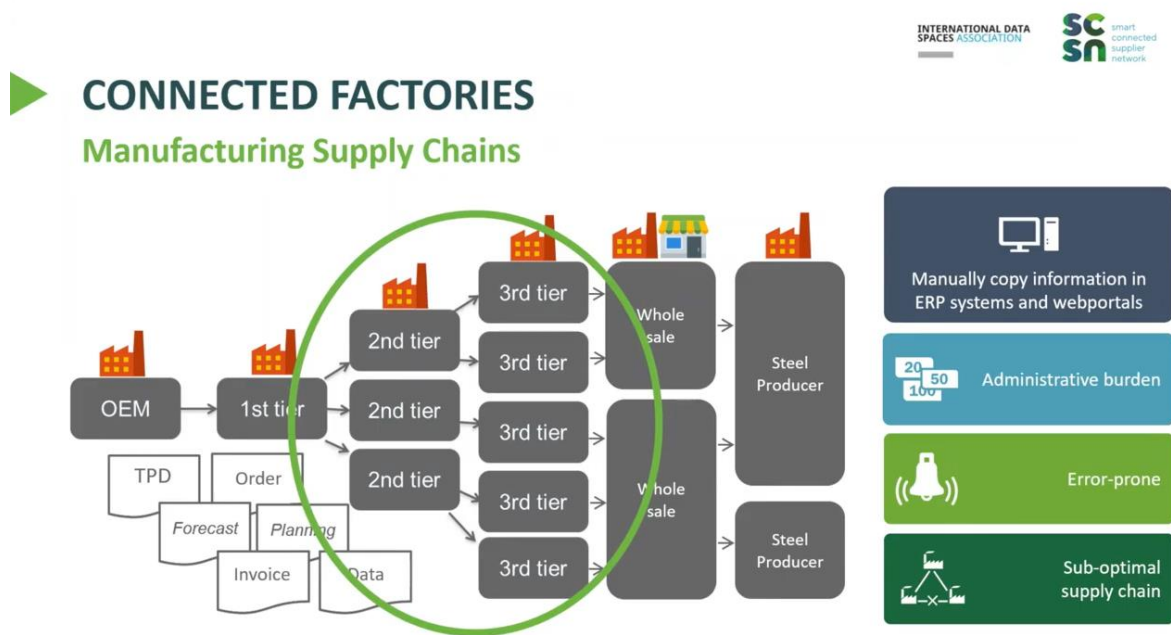 INTERNATIONAL DATA
SPACES ASSOCIATION
SC
SN
smart
connected
supplier
network
CONNECTED FACTORIES
Manufacturing Supply Chains
OEM
1st tier
2nd tier
2nd tier
2nd tier
3rd tier
3rd tier
3rd tier
3rd tier
3rd tier
Whole
sale
Whole
sale
Steel
Producer
Steel
Producer
TPD
Order
Forecast
Planning
Invoice
Data
Manually copy information in
ERP systems and webportals
20
50
100
Administrative burden
Error-prone
Sub-optimal
supply chain